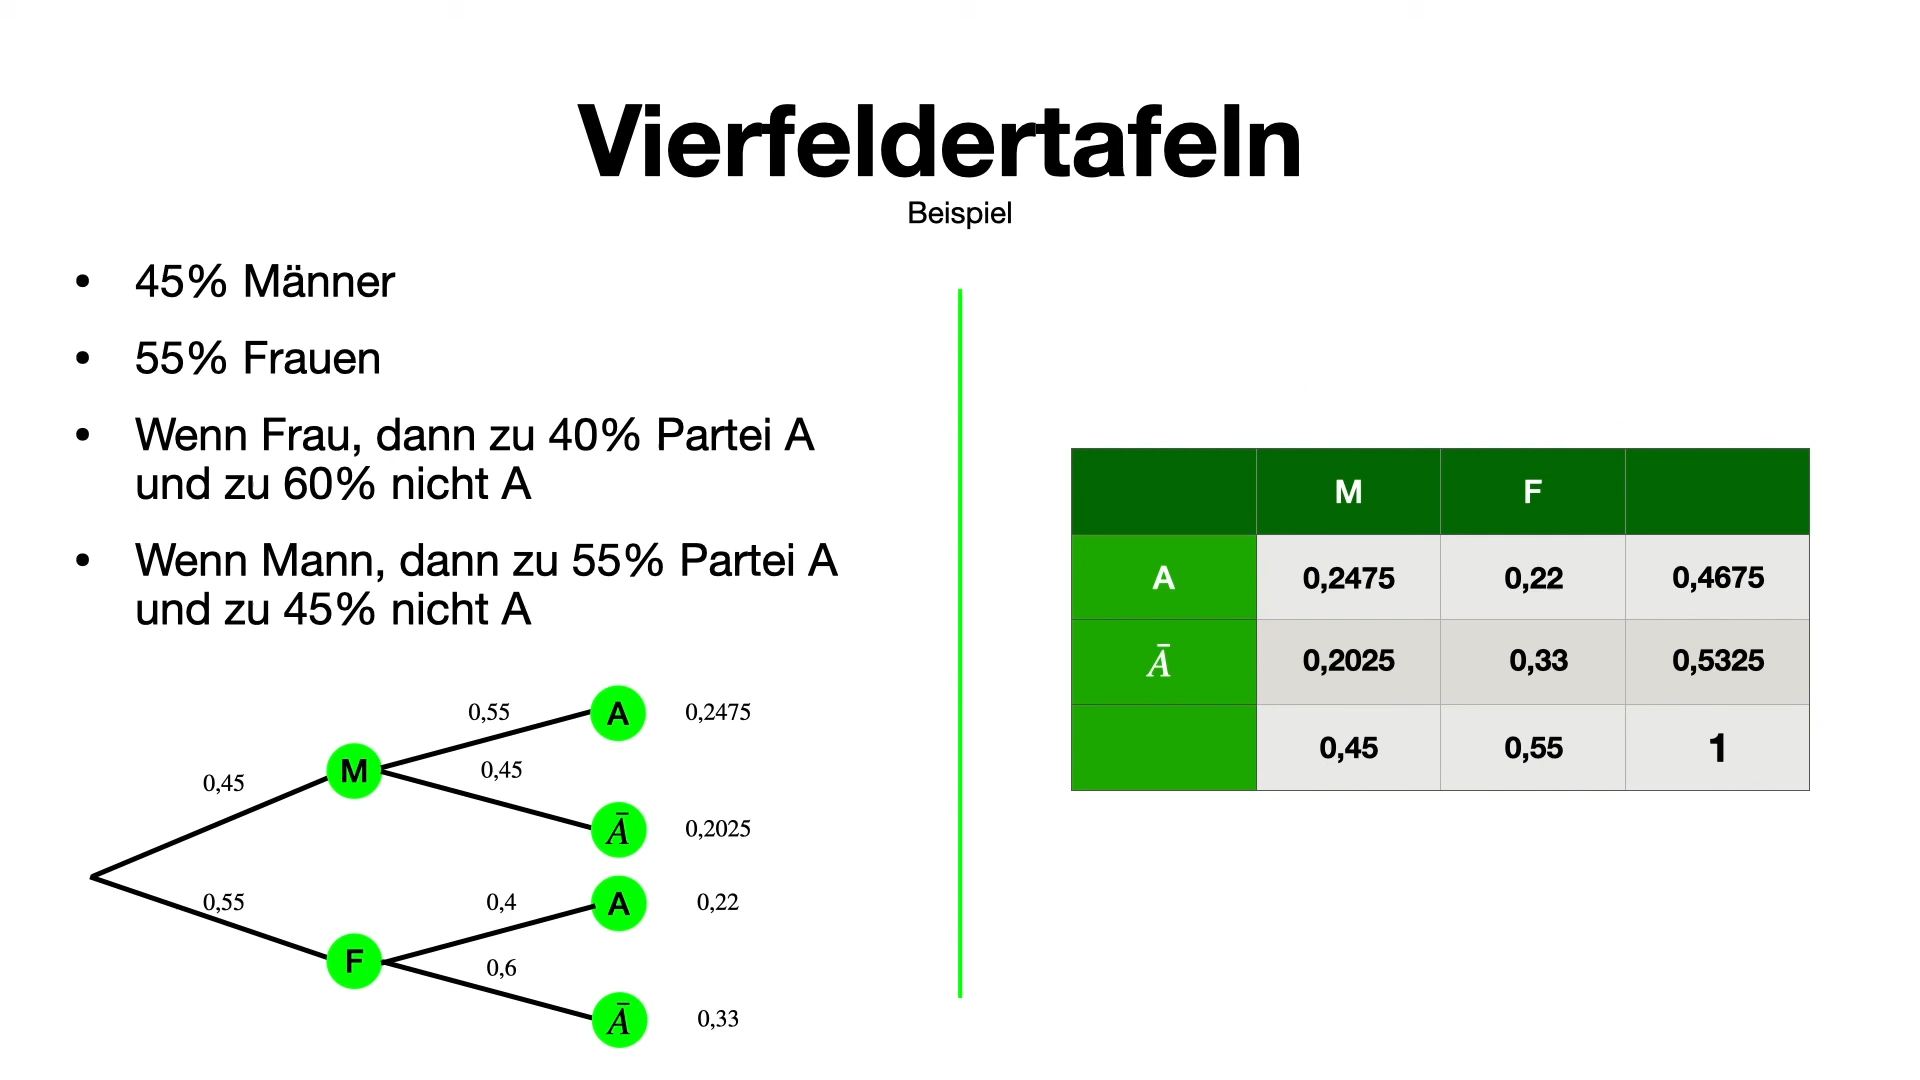 Vierfeldertafeln
Beispiel
• 45% Männer
• 55% Frauen
• Wenn Frau, dann zu 40% Partei A
und zu 60% nicht A
• Wenn Mann, dann zu 55% Partei A
und zu 45% nicht A
0,45
0,55
M
F
0,55
0,45
0,4
0,6
A
Ā
A
Ā
0,2475
0,2025
0,22
0,33
M F
A 0,2475 0,22 0,4675
Ā 0,2025 0,33 0,5325
0,45 0,55 1